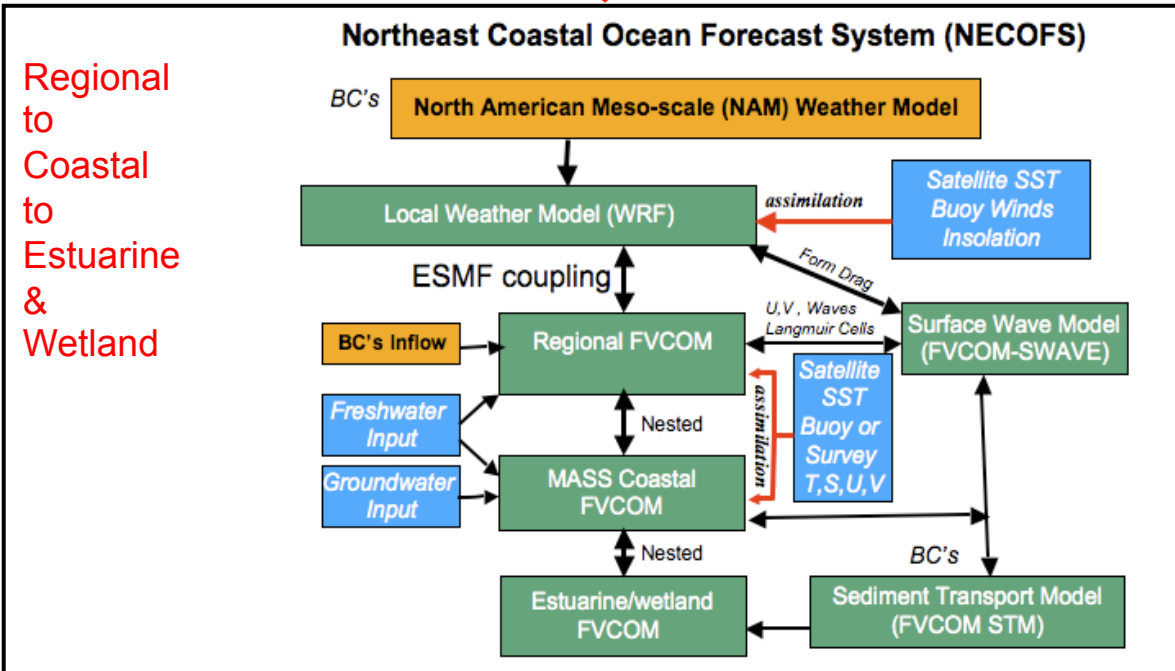 Northeast Coastal Ocean Forecast System (NECOFS)
Regional
to
Coastal
to
Estuarine
&
Wetland
BC's
North American Meso-scale (NAM) Weather Model
Local Weather Model (WRF)
assimilation
Satellite SST
Buoy Winds
Insolation
ESMF coupling
Form Drag
U,V , Waves
Langmuir Cells
BC's Inflow
Regional FVCOM
Surface Wave Model
(FVCOM-SWAVE)
Freshwater
Input
Nested
assimilation
Satellite
SST
Buoy or
Survey
T,S,U,V
Groundwater
Input
MASS Coastal
FVCOM
Nested
BC's
Estuarine/wetland
FVCOM
Sediment Transport Model
(FVCOM STM)